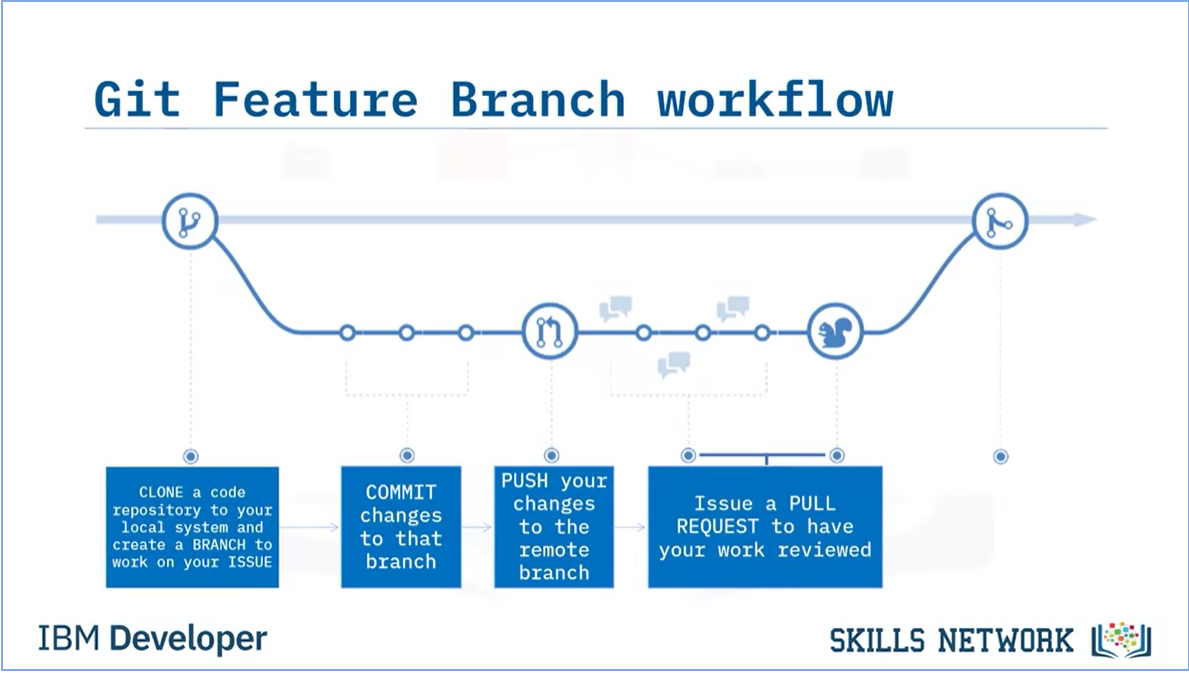 Git Feature Branch workflow
CLONE a code
repository to your
local system and
create a BRANCH to
work on your ISSUE
COMMIT
changes
to that
branch
PUSH your
changes
to the
remote
branch
Issue a PULL
REQUEST to have
your work reviewed
IBM Developer
SKILLS NETWORK